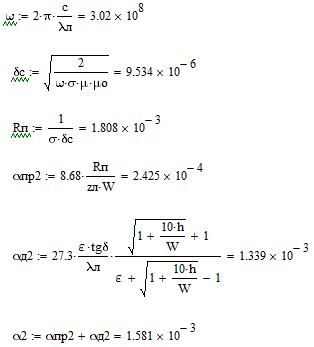 ω := 2·π·c/λл = 3.02 × 10^8
δc := √(2/(ω·σ·μ·μo)) = 9.534 × 10^−6
Rп := 1/(σ·δc) = 1.808 × 10^−3
αпр2 := 8.68·Rп/(zл·W) = 2.425 × 10^−4
αд2 := 27.3·(ε·tgδ)/λл·(√(1 + 10·h/W) + 1)/(ε + √(1 + 10·h/W) − 1) = 1.339 × 10^−3
α2 := αпр2 + αд2 = 1.581 × 10^−3